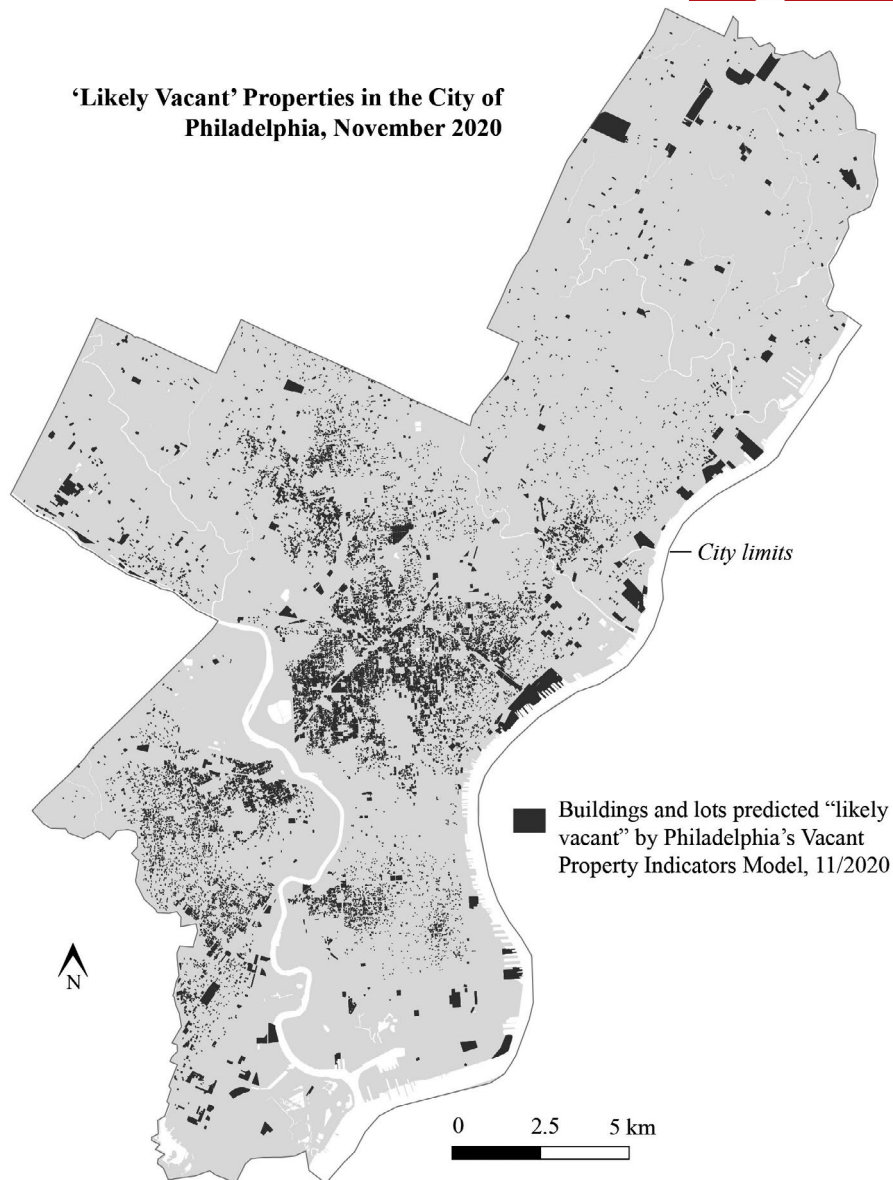 ‘Likely Vacant’ Properties in the City of
Philadelphia, November 2020
City limits
Buildings and lots predicted “likely
vacant” by Philadelphia’s Vacant
Property Indicators Model, 11/2020
N
0 2.5 5 km